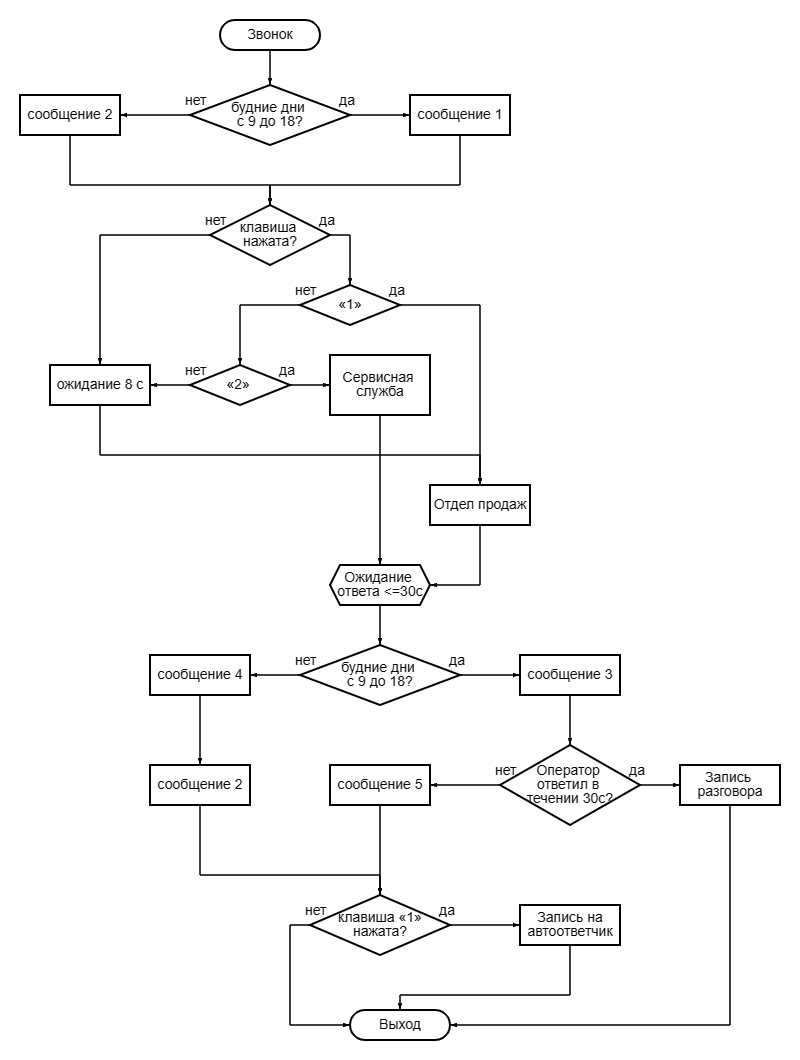 Звонок
нет
да
сообщение 2
будние дни
с 9 до 18?
сообщение 1
нет
да
клавиша
нажата?
нет
да
«1»
нет
да
ожидание 8 с
«2»
Сервисная
служба
Отдел продаж
Ожидание
ответа <=30с
нет
да
сообщение 4
будние дни
с 9 до 18?
сообщение 3
нет
да
сообщение 2
сообщение 5
Оператор
ответил в
течении 30с?
Запись
разговора
нет
да
клавиша «1»
нажата?
Запись на
автоответчик
Выход